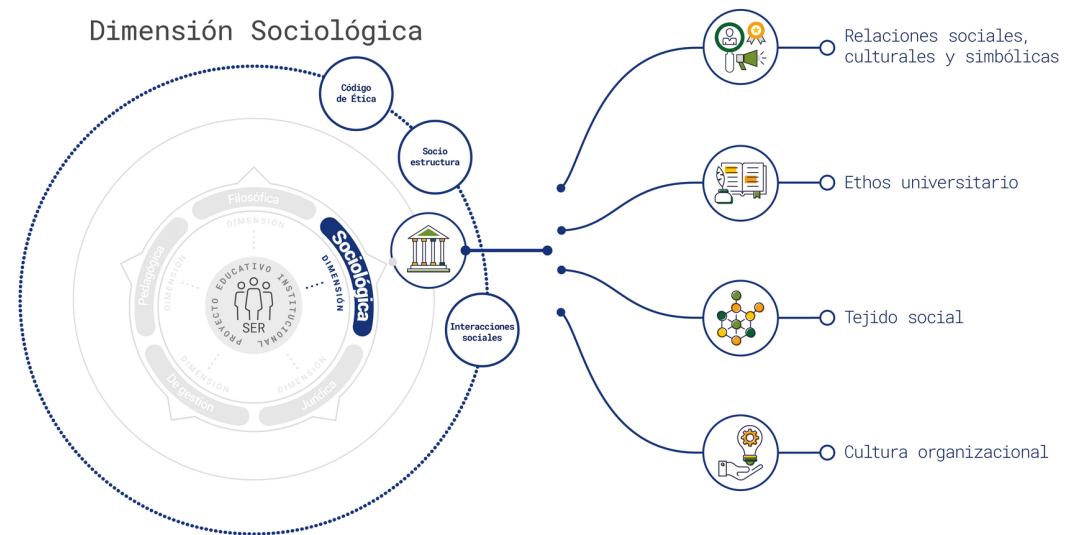 Dimensión Sociológica
Código
de Ética
Socio
estructura
Interacciones
sociales
Filosófica
DIMENSIÓN
Sociológica
DIMENSIÓN
Jurídica
DIMENSIÓN
De gestión
DIMENSIÓN
Pedagógica
DIMENSIÓN
PROYECTO EDUCATIVO INSTITUCIONAL
SER
Relaciones sociales,
culturales y simbólicas
Ethos universitario
Tejido social
Cultura organizacional